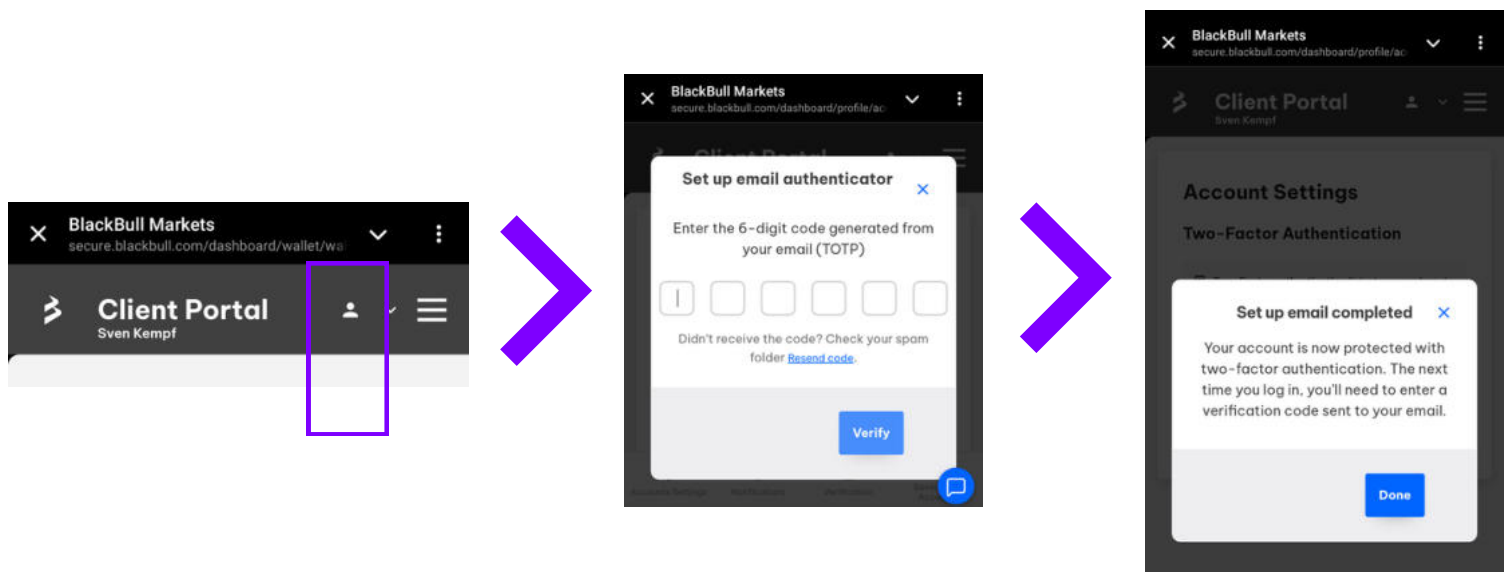 BlackBull Markets
secure.blackbull.com/dashboard/wallet/wa
Client Portal
Sven Kempf
BlackBull Markets
secure.blackbull.com/dashboard/profile/ac
Client Portal
Set up email authenticator
Enter the 6-digit code generated from
your email (TOTP)
Didn't receive the code? Check your spam
folder Resend code.
Verify
BlackBull Markets
secure.blackbull.com/dashboard/profile/ac
Client Portal
Sven Kempf
Account Settings
Two-Factor Authentication
Set up email completed
Your account is now protected with
two-factor authentication. The next
time you log in, you'll need to enter a
verification code sent to your email.
Done